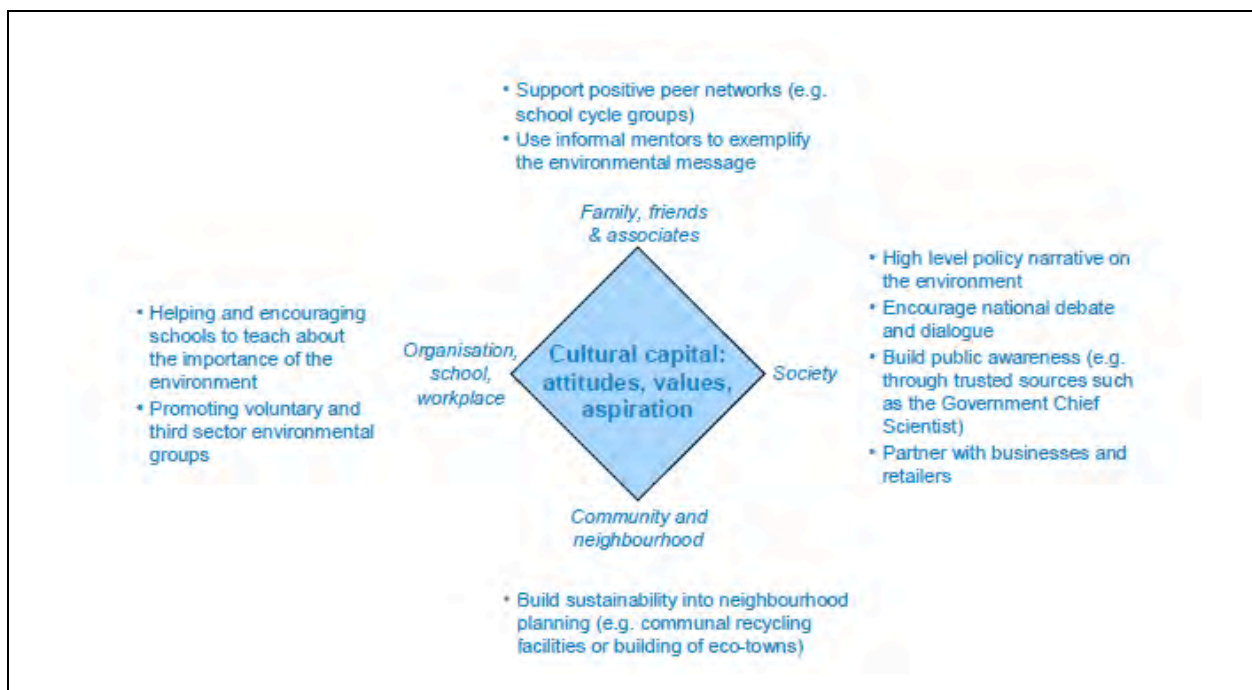 • Support positive peer networks (e.g.
school cycle groups)
• Use informal mentors to exemplify
the environmental message
Family, friends
& associates
• Helping and encouraging
schools to teach about
the importance of the
environment
• Promoting voluntary and
third sector environmental
groups
Organisation,
school,
workplace
Cultural capital:
attitudes, values,
aspiration
Society
• High level policy narrative on
the environment
• Encourage national debate
and dialogue
• Build public awareness (e.g.
through trusted sources such
as the Government Chief
Scientist)
• Partner with businesses and
retailers
Community and
neighbourhood
• Build sustainability into neighbourhood
planning (e.g. communal recycling
facilities or building of eco-towns)